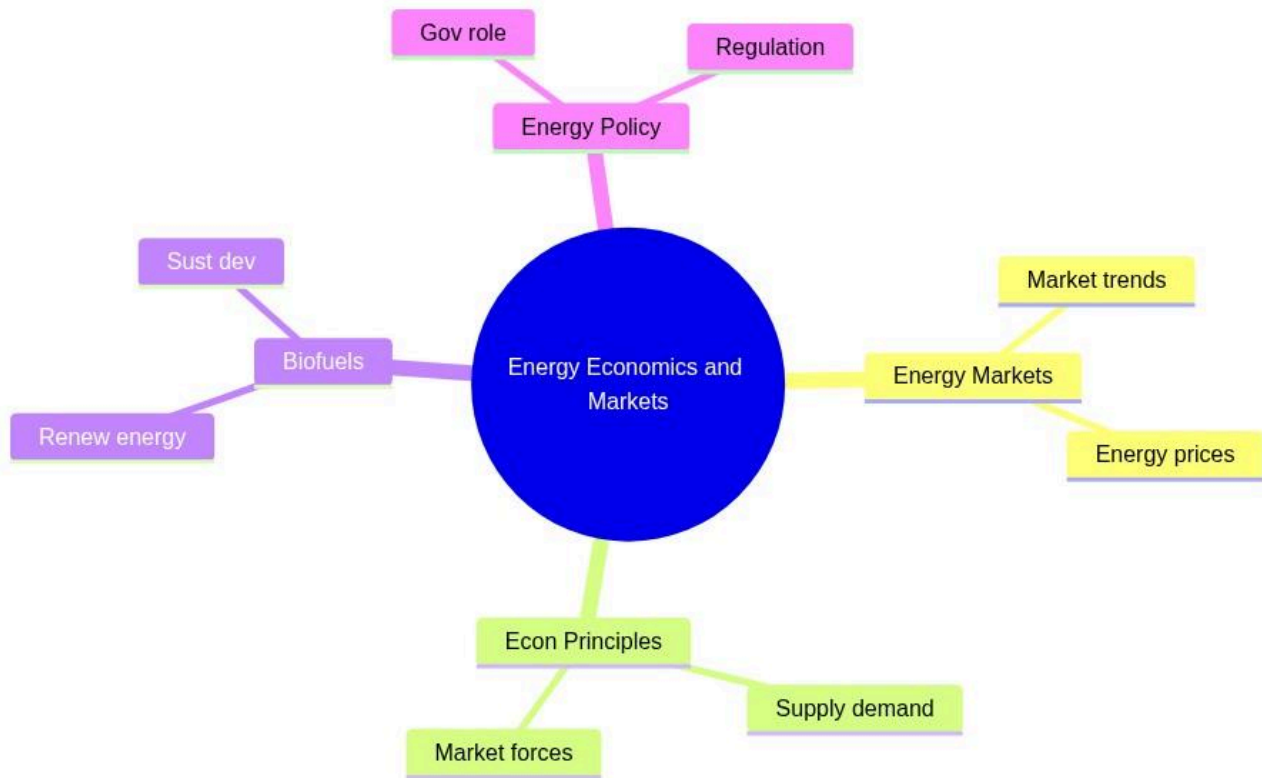 Gov role
Regulation
Energy Policy
Sust dev
Biofuels
Renew energy
Energy Economics and
Markets
Market trends
Energy Markets
Energy prices
Econ Principles
Supply demand
Market forces